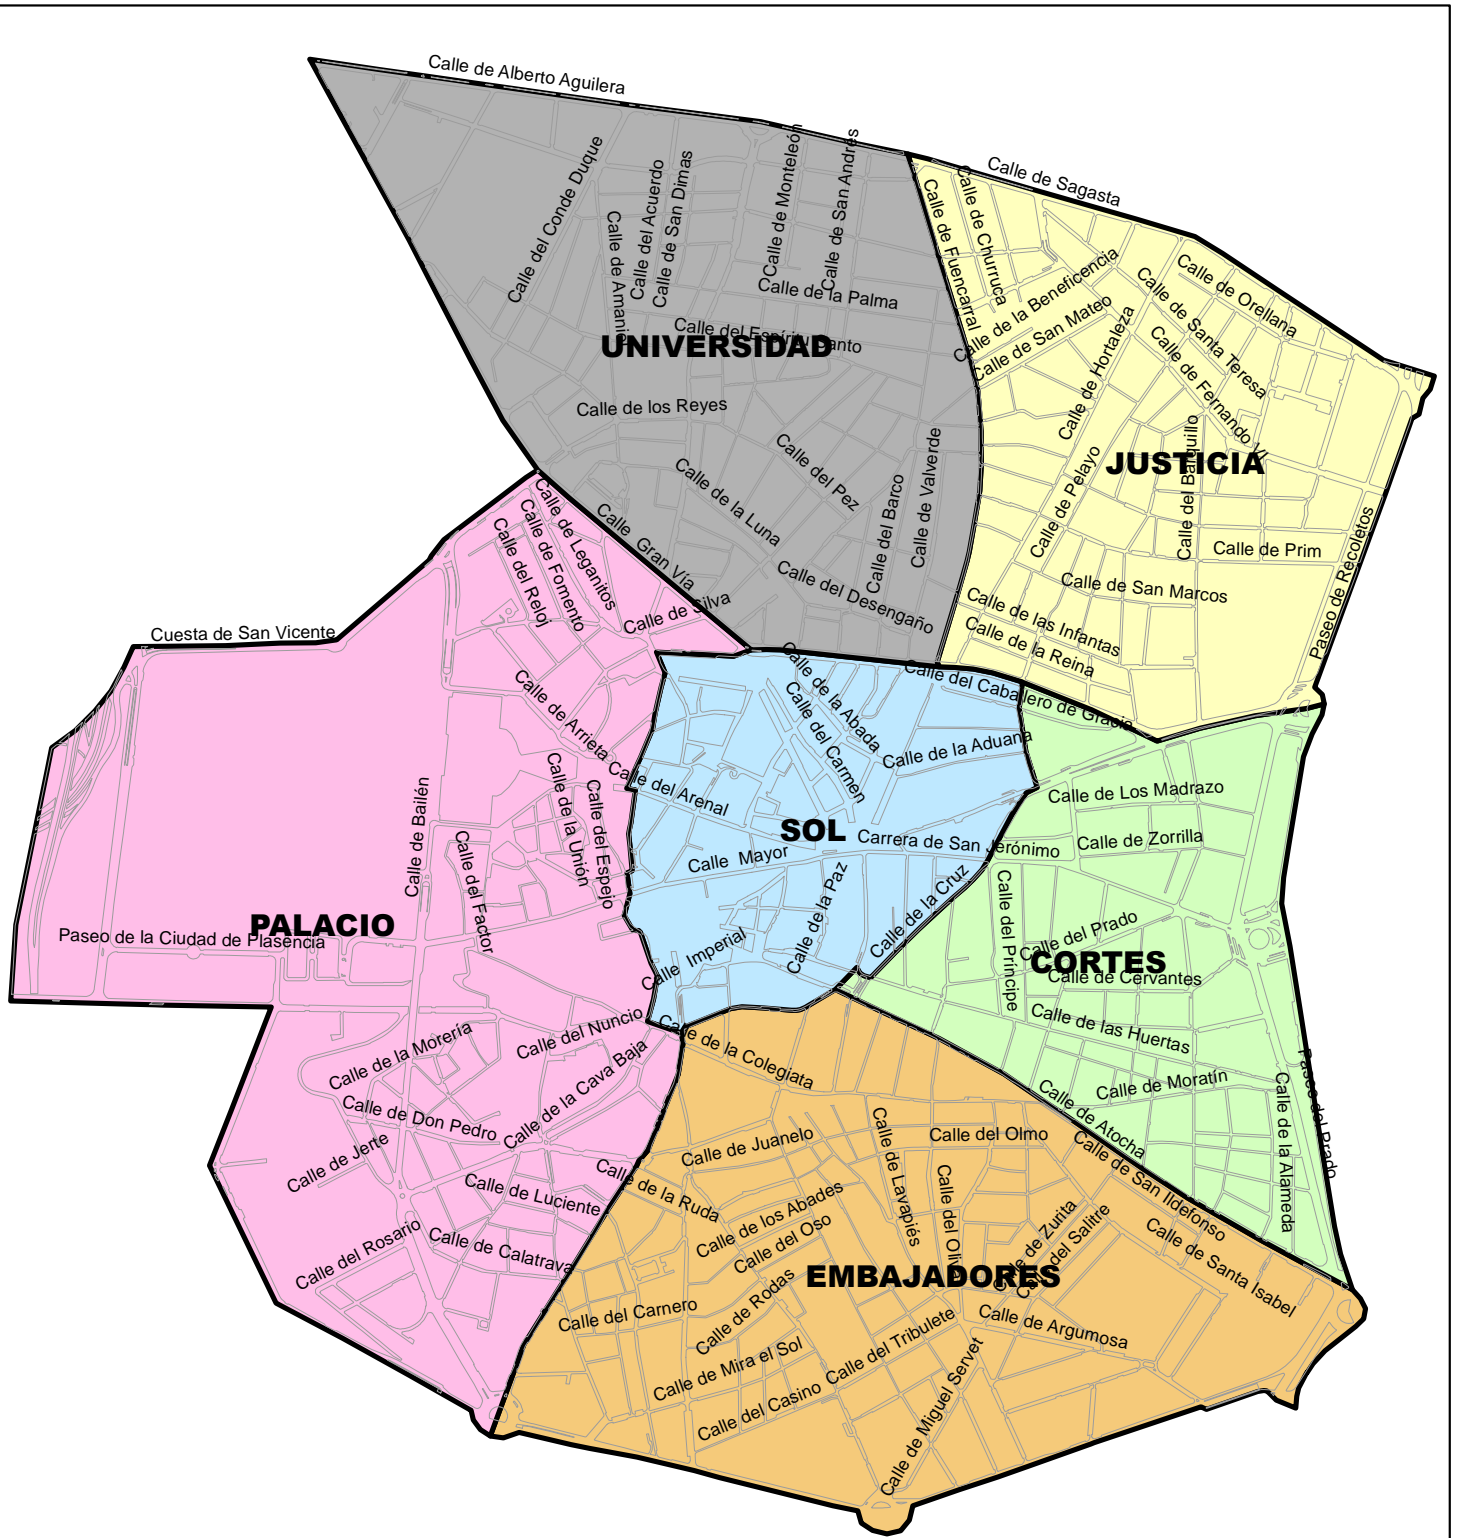 Calle de Alberto Aguilera
Calle de Sagasta
Calle del Conde Duque
Calle de Amaniel
Calle del Acuerdo
Calle de San Dimas
Calle de Monteleón
Calle de San Andrés
Calle de la Palma
Calle del Espíritu Santo
UNIVERSIDAD
Calle de los Reyes
Calle del Pez
Calle de la Luna
Calle del Barco
Calle de Valverde
Calle del Desengaño
Calle Gran Vía
Calle de Fuencarral
Calle de Churruca
Calle de la Beneficencia
Calle de San Mateo
Calle de Hortaleza
Calle de Orellana
Calle de Santa Teresa
Calle de Fernando VI
JUSTICIA
Calle de Pelayo
Calle del Barquillo
Calle de Prim
Calle de San Marcos
Calle de las Infantas
Calle de la Reina
Paseo de Recoletos
Calle de Leganitos
Calle de Fomento
Calle del Reloj
Calle de Silva
Cuesta de San Vicente
Calle de Arrieta
Calle de la Unión
Calle del Espejo
Calle de Bailén
Calle del Factor
PALACIO
Paseo de la Ciudad de Plasencia
Calle del Nuncio
Calle de la Morería
Calle de la Cava Baja
Calle de Don Pedro
Calle de Jerte
Calle de Luciente
Calle de Calatrava
Calle del Rosario
Calle de la Abada
Calle del Carmen
Calle del Caballero de Gracia
Calle de la Aduana
Calle del Arenal
SOL
Calle Mayor
Carrera de San Jerónimo
Calle de la Paz
Calle de la Cruz
Calle Imperial
Calle de Los Madrazo
Calle de Zorrilla
Calle del Príncipe
Calle del Prado
CORTES
Calle de Cervantes
Calle de las Huertas
Calle de Moratín
Calle de Atocha
Calle de la Alameda
Paseo del Prado
Calle de la Colegiata
Calle de Juanelo
Calle de Lavapiés
Calle del Olmo
Calle de San Ildefonso
Calle de la Ruda
Calle de los Abades
Calle del Oso
Calle del Olivar
Calle de Zurita
Calle del Salitre
Calle de Santa Isabel
EMBAJADORES
Calle de Rodas
Calle del Carnero
Calle de Argumosa
Calle del Tribulete
Calle de Mira el Sol
Calle del Casino
Calle de Miguel Servet